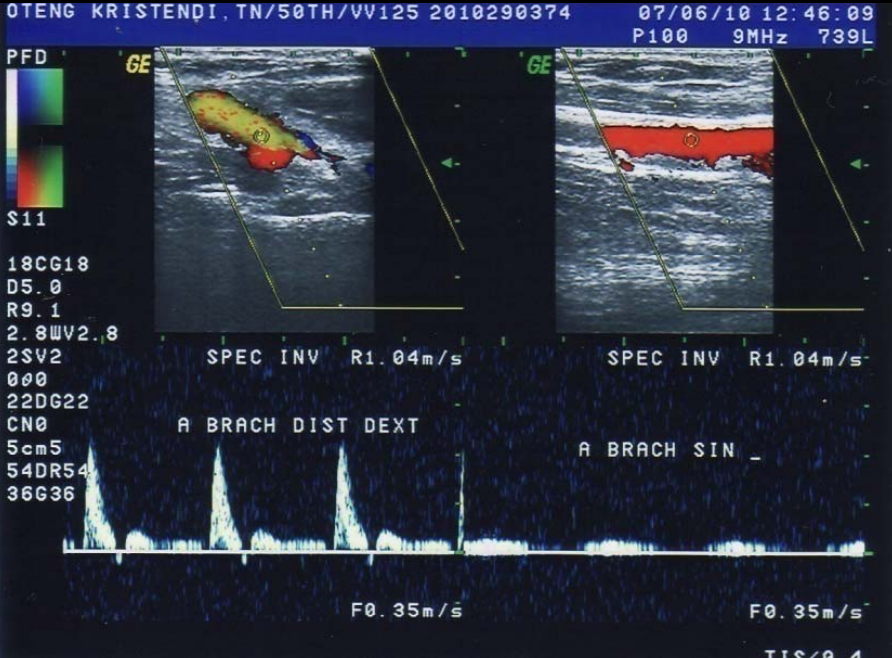 OTENG KRISTENDI, TN/50TH/VV125 2010290374 07/06/10 12:46:09
P100 9MHz 739L
PFD
GE
GE
S11
18CG18
D5.0
R9.1
2.8WV2.8
2SV2
SPEC INV R1.04m/s
SPEC INV R1.04m/s
000
22DG22
CN0
A BRACH DIST DEXT
5cm5
A BRACH SIN _
54DR54
36G36
F0.35m/s
F0.35m/s